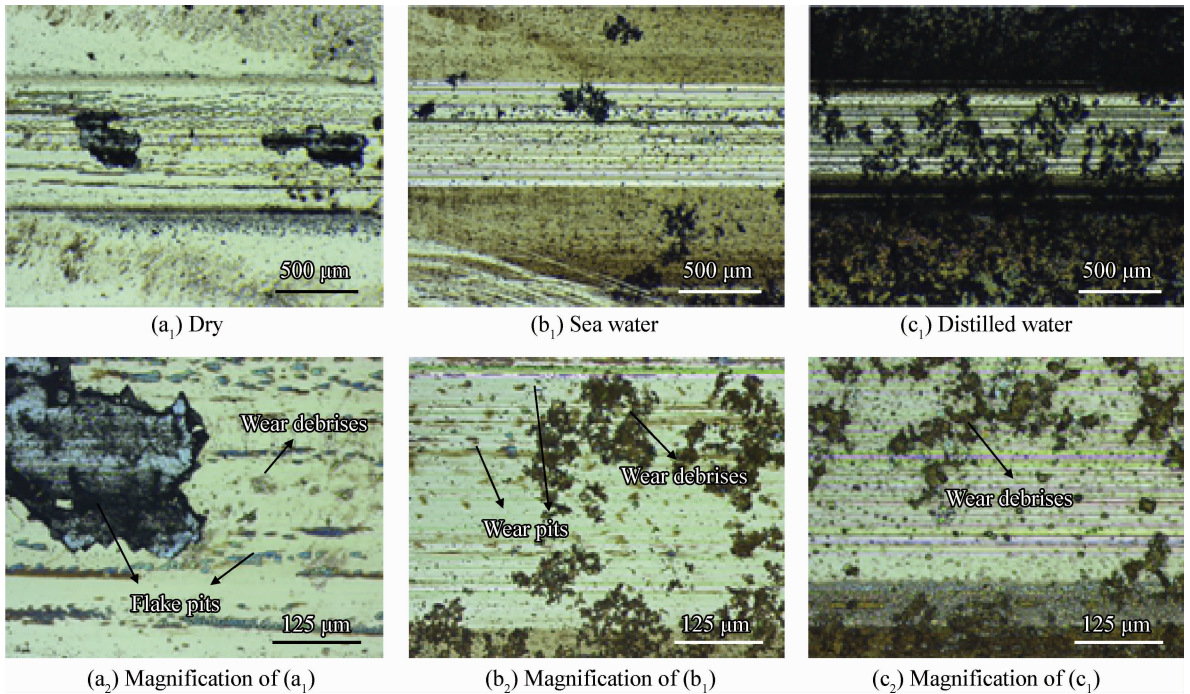 500 μm
500 μm
500 μm
(a₁) Dry
(b₁) Sea water
(c₁) Distilled water
Wear debrises
Flake pits
125 μm
Wear debrises
Wear pits
125 μm
Wear debrises
125 μm
(a₂) Magnification of (a₁)
(b₂) Magnification of (b₁)
(c₂) Magnification of (c₁)